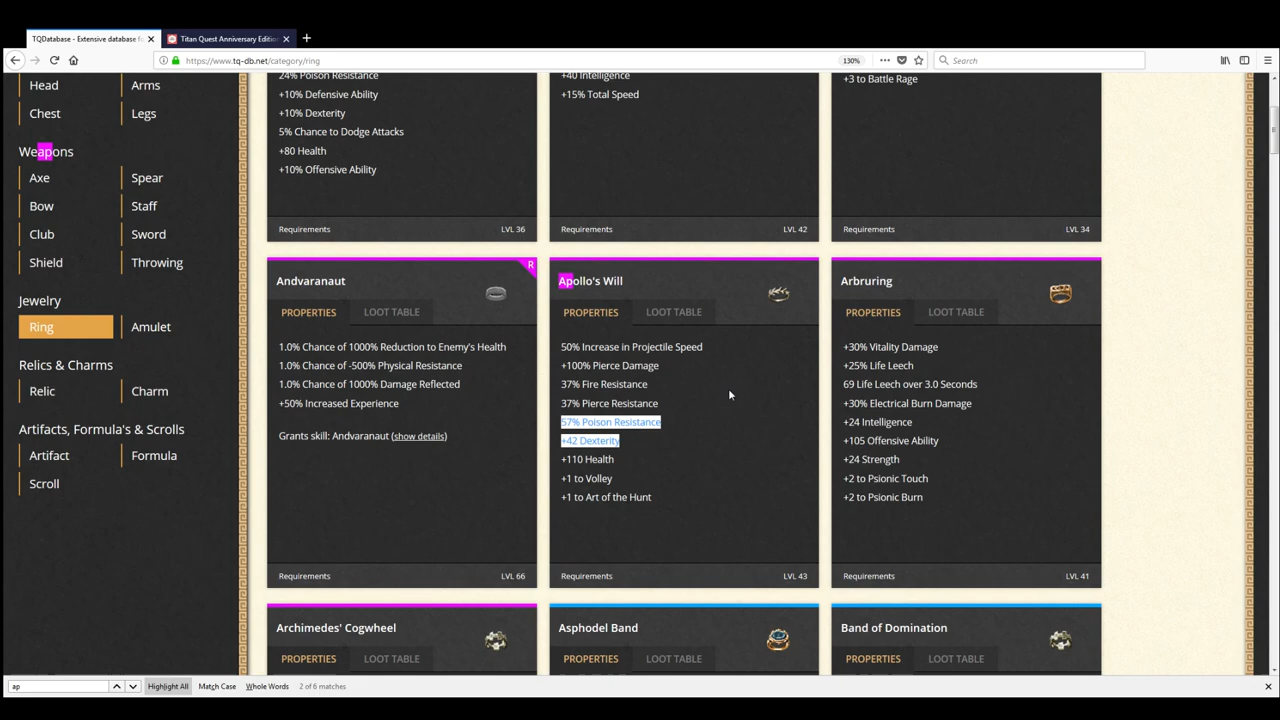 TQDatabase - Extensive database fo
Titan Quest Anniversary Edition
https://www.tq-db.net/category/ring
130%
Search
Head
Arms
Chest
Legs
Weapons
Axe
Spear
Bow
Staff
Club
Sword
Shield
Throwing
Jewelry
Ring
Amulet
Relics & Charms
Relic
Charm
Artifacts, Formula's & Scrolls
Artifact
Formula
Scroll
24% Poison Resistance
+10% Defensive Ability
+10% Dexterity
5% Chance to Dodge Attacks
+80 Health
+10% Offensive Ability
Requirements
LVL 36
+40 Intelligence
+15% Total Speed
Requirements
LVL 42
+3 to Battle Rage
Requirements
LVL 34
Andvaranaut
R
PROPERTIES
LOOT TABLE
1.0% Chance of 1000% Reduction to Enemy's Health
1.0% Chance of -500% Physical Resistance
1.0% Chance of 1000% Damage Reflected
+50% Increased Experience
Grants skill: Andvaranaut (show details)
Requirements
LVL 66
Apollo's Will
PROPERTIES
LOOT TABLE
50% Increase in Projectile Speed
+100% Pierce Damage
37% Fire Resistance
37% Pierce Resistance
57% Poison Resistance
+42 Dexterity
+110 Health
+1 to Volley
+1 to Art of the Hunt
Requirements
LVL 43
Arbruring
PROPERTIES
LOOT TABLE
+30% Vitality Damage
+25% Life Leech
69 Life Leech over 3.0 Seconds
+30% Electrical Burn Damage
+24 Intelligence
+105 Offensive Ability
+24 Strength
+2 to Psionic Touch
+2 to Psionic Burn
Requirements
LVL 41
Archimedes' Cogwheel
PROPERTIES
LOOT TABLE
Asphodel Band
PROPERTIES
LOOT TABLE
Band of Domination
PROPERTIES
LOOT TABLE
ap
Highlight All
Match Case
Whole Words
2 of 6 matches